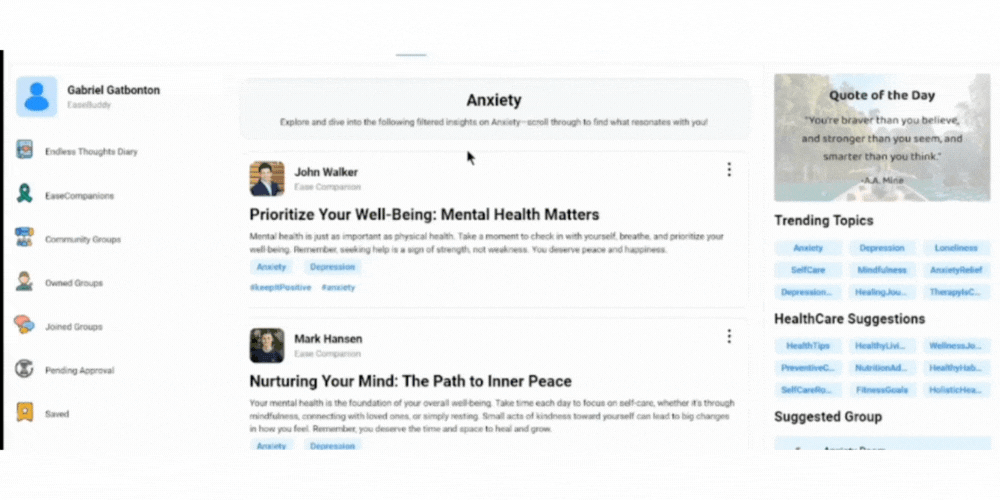 Gabriel Gatbonton
EaseBuddy
Endless Thoughts Diary
EaseCompanions
Community Groups
Owned Groups
Joined Groups
Pending Approval
Saved
Anxiety
Explore and dive into the following filtered insights on Anxiety—scroll through to find what resonates with you!
John Walker
Ease Companion
Prioritize Your Well-Being: Mental Health Matters
Mental health is just as important as physical health. Take a moment to check in with yourself, breathe, and prioritize your
well-being. Remember, seeking help is a sign of strength, not weakness. You deserve peace and happiness.
Anxiety Depression
#keepItPositive #anxiety
Mark Hansen
Ease Companion
Nurturing Your Mind: The Path to Inner Peace
Your mental health is the foundation of your overall well-being. Take time each day to focus on self-care, whether it's through
mindfulness, connecting with loved ones, or simply resting. Small acts of kindness toward yourself can lead to big changes
in how you feel. Remember, you deserve the time and space to heal and grow.
Anxiety Depression
Quote of the Day
"You're braver than you believe,
and stronger than you seem, and
smarter than you think."
-A.A. Mine
Trending Topics
Anxiety Depression Loneliness
SelfCare Mindfulness AnxietyRelief
Depression... HealingJou... TherapyIsC...
HealthCare Suggestions
HealthTips HealthyLivi... WellnessJo...
PreventiveC... NutritionAd... HealthyHab...
SelfCareRo... FitnessGoals HolisticHea...
Suggested Group